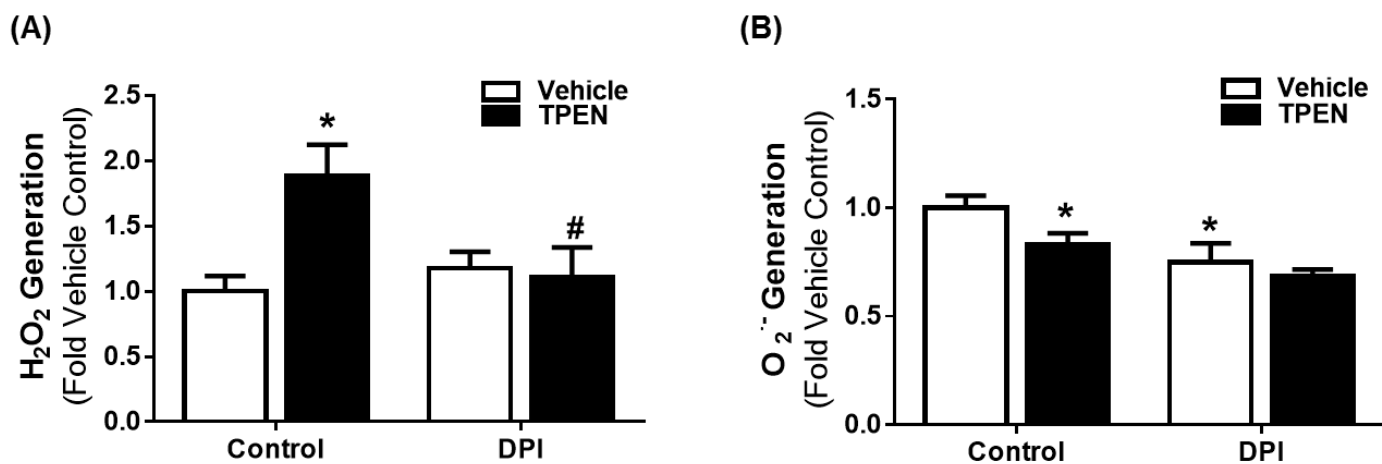 (A)
H₂O₂ Generation
(Fold Vehicle Control)
2.5
2.0
1.5
1.0
0.5
0.0
Vehicle
TPEN
*
#
Control
DPI
(B)
O₂·- Generation
(Fold Vehicle Control)
1.5
1.0
0.5
0.0
Vehicle
TPEN
*
*
Control
DPI